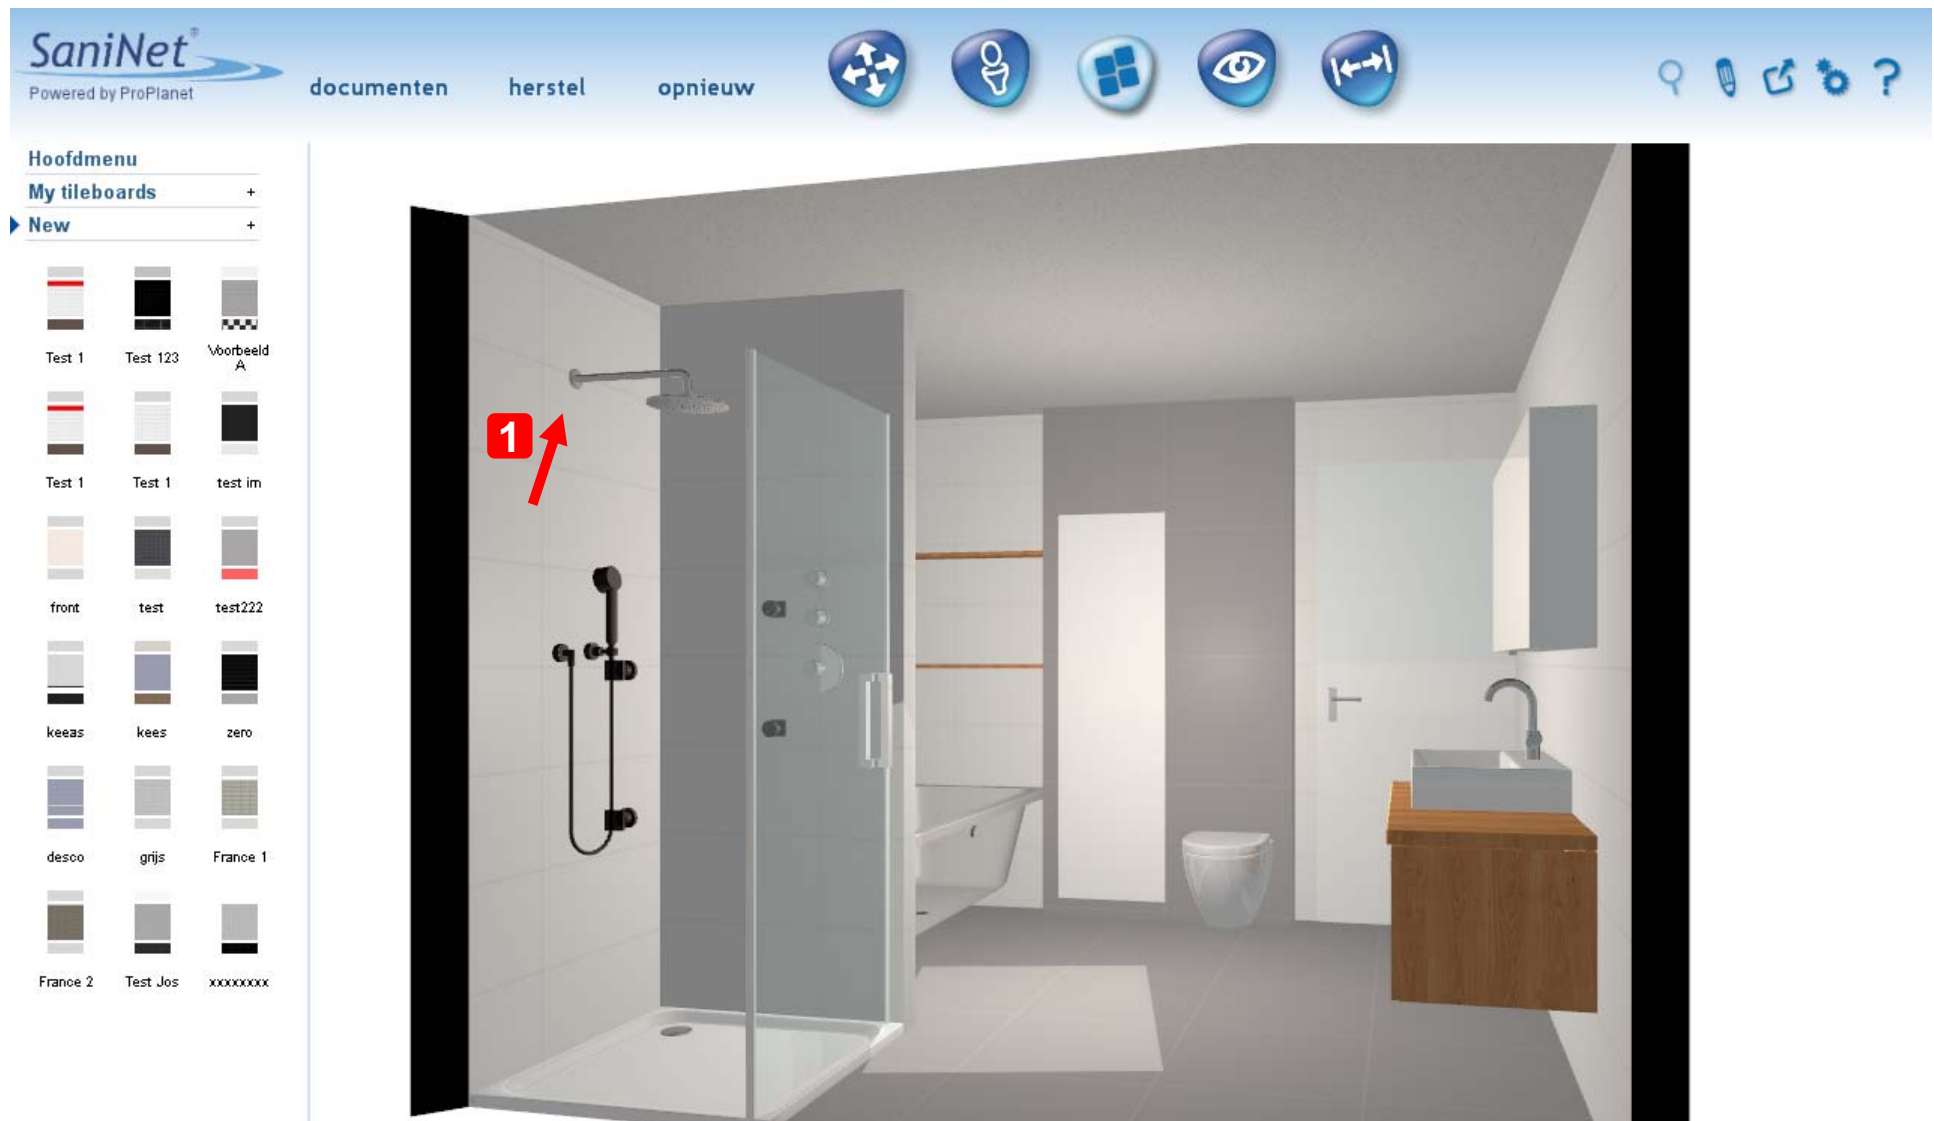 SaniNet®
Powered by ProPlanet
documenten herstel opnieuw
?
Hoofdmenu
My tileboards +
New +
Test 1 Test 123 Voorbeeld A
Test 1 Test 1 test im
front test test222
keeas kees zero
desco grijs France 1
France 2 Test Jos xxxxxxxx
1